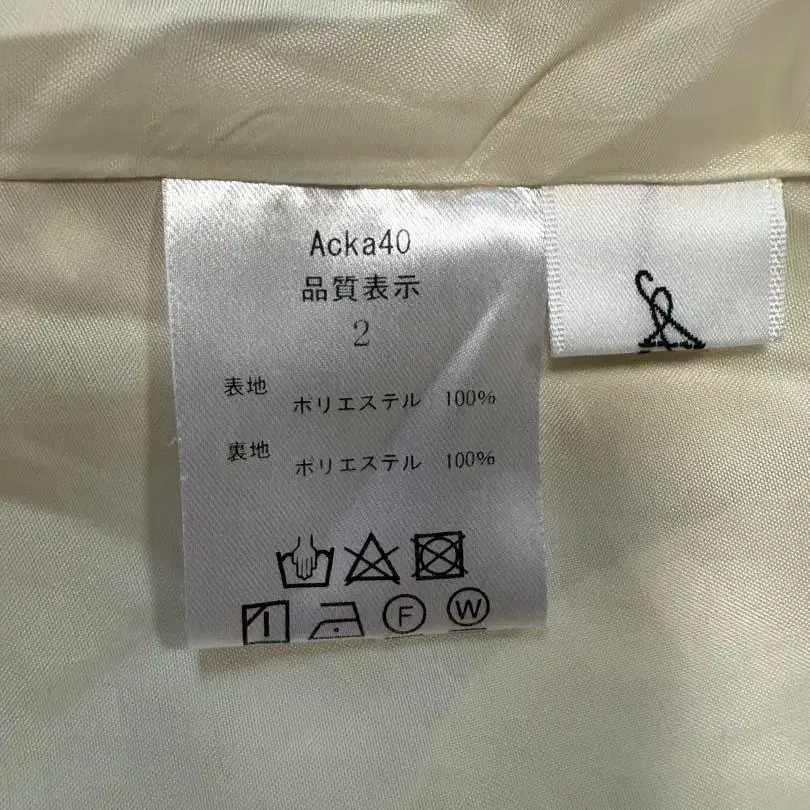 Acka40
品質表示
2
表地 ポリエステル 100%
裏地 ポリエステル 100%
F W